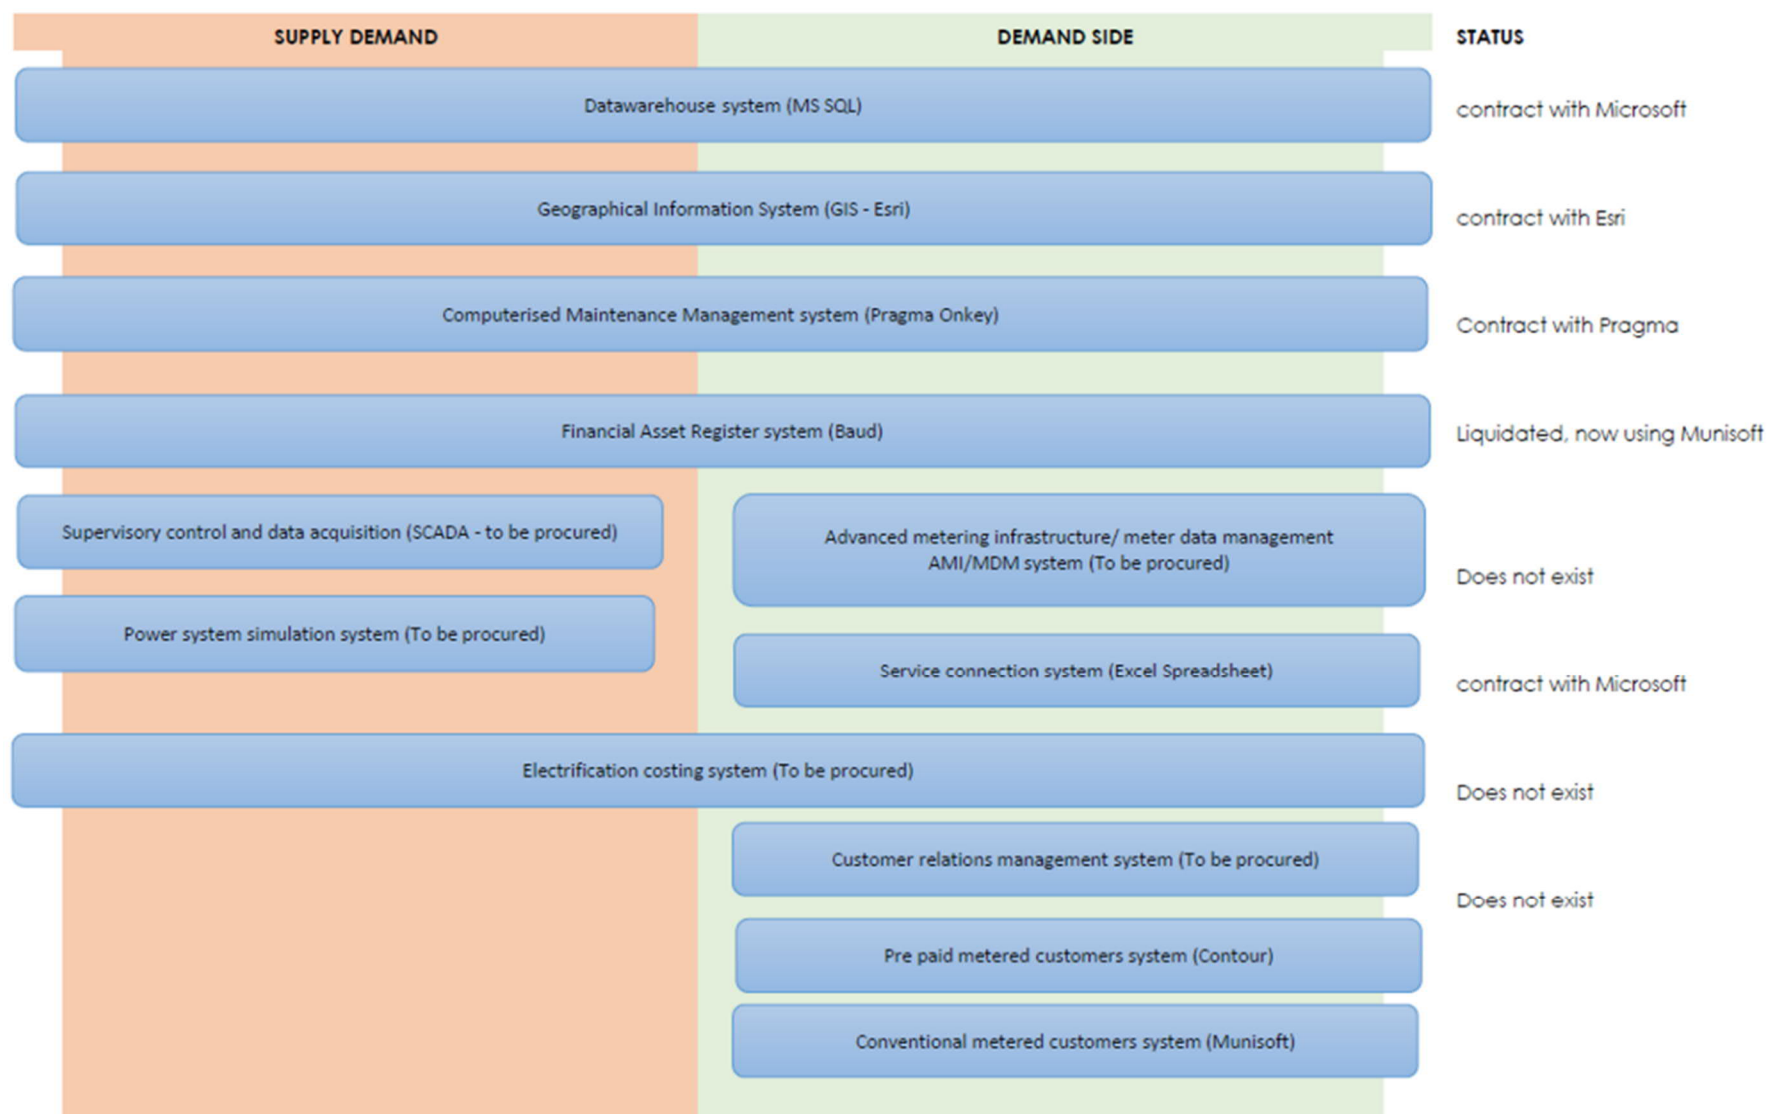 SUPPLY DEMAND
DEMAND SIDE
STATUS
Datawarehouse system (MS SQL)
contract with Microsoft
Geographical Information System (GIS - Esri)
contract with Esri
Computerised Maintenance Management system (Pragma Onkey)
Contract with Pragma
Financial Asset Register system (Baud)
Liquidated, now using Munisoft
Supervisory control and data acquisition (SCADA - to be procured)
Advanced metering infrastructure/ meter data management
AMI/MDM system (To be procured)
Does not exist
Power system simulation system (To be procured)
Service connection system (Excel Spreadsheet)
contract with Microsoft
Electrification costing system (To be procured)
Does not exist
Customer relations management system (To be procured)
Does not exist
Pre paid metered customers system (Contour)
Conventional metered customers system (Munisoft)